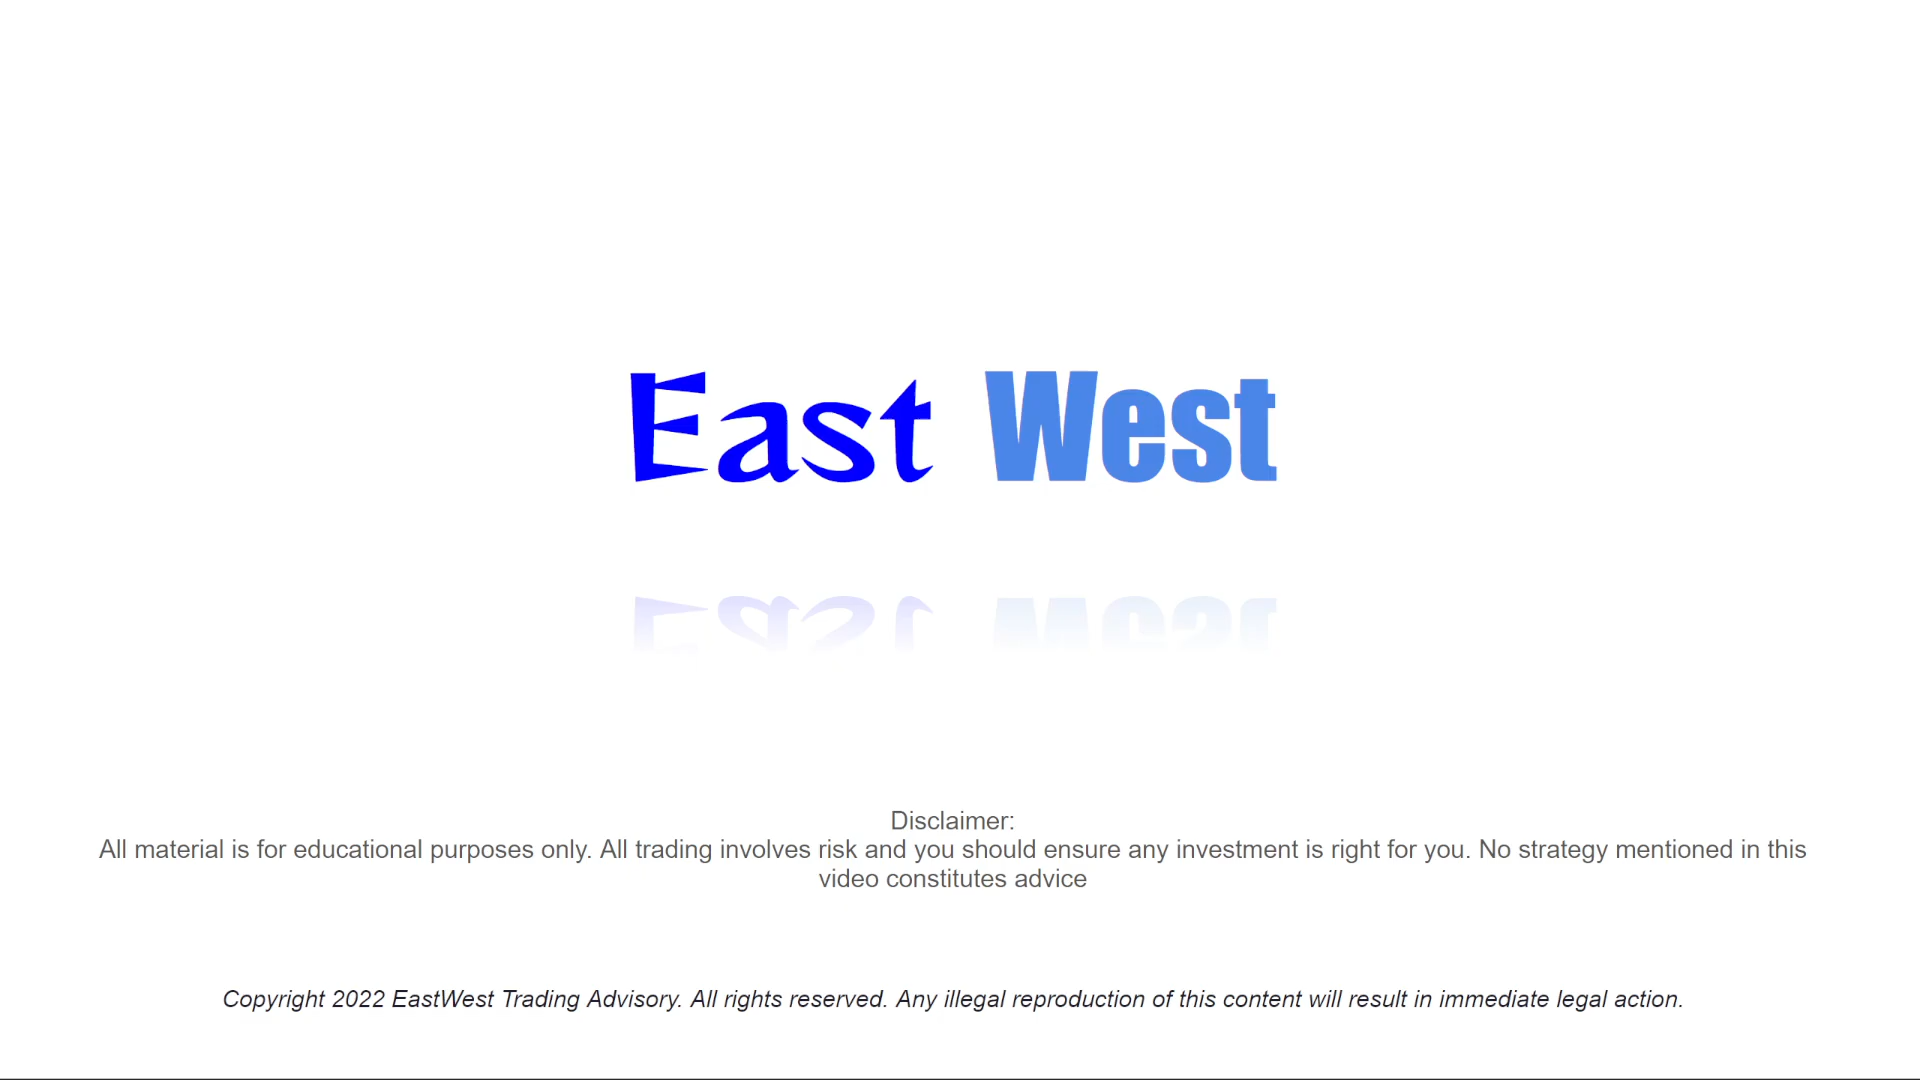 East West
Disclaimer:
All material is for educational purposes only. All trading involves risk and you should ensure any investment is right for you. No strategy mentioned in this
video constitutes advice
Copyright 2022 EastWest Trading Advisory. All rights reserved. Any illegal reproduction of this content will result in immediate legal action.